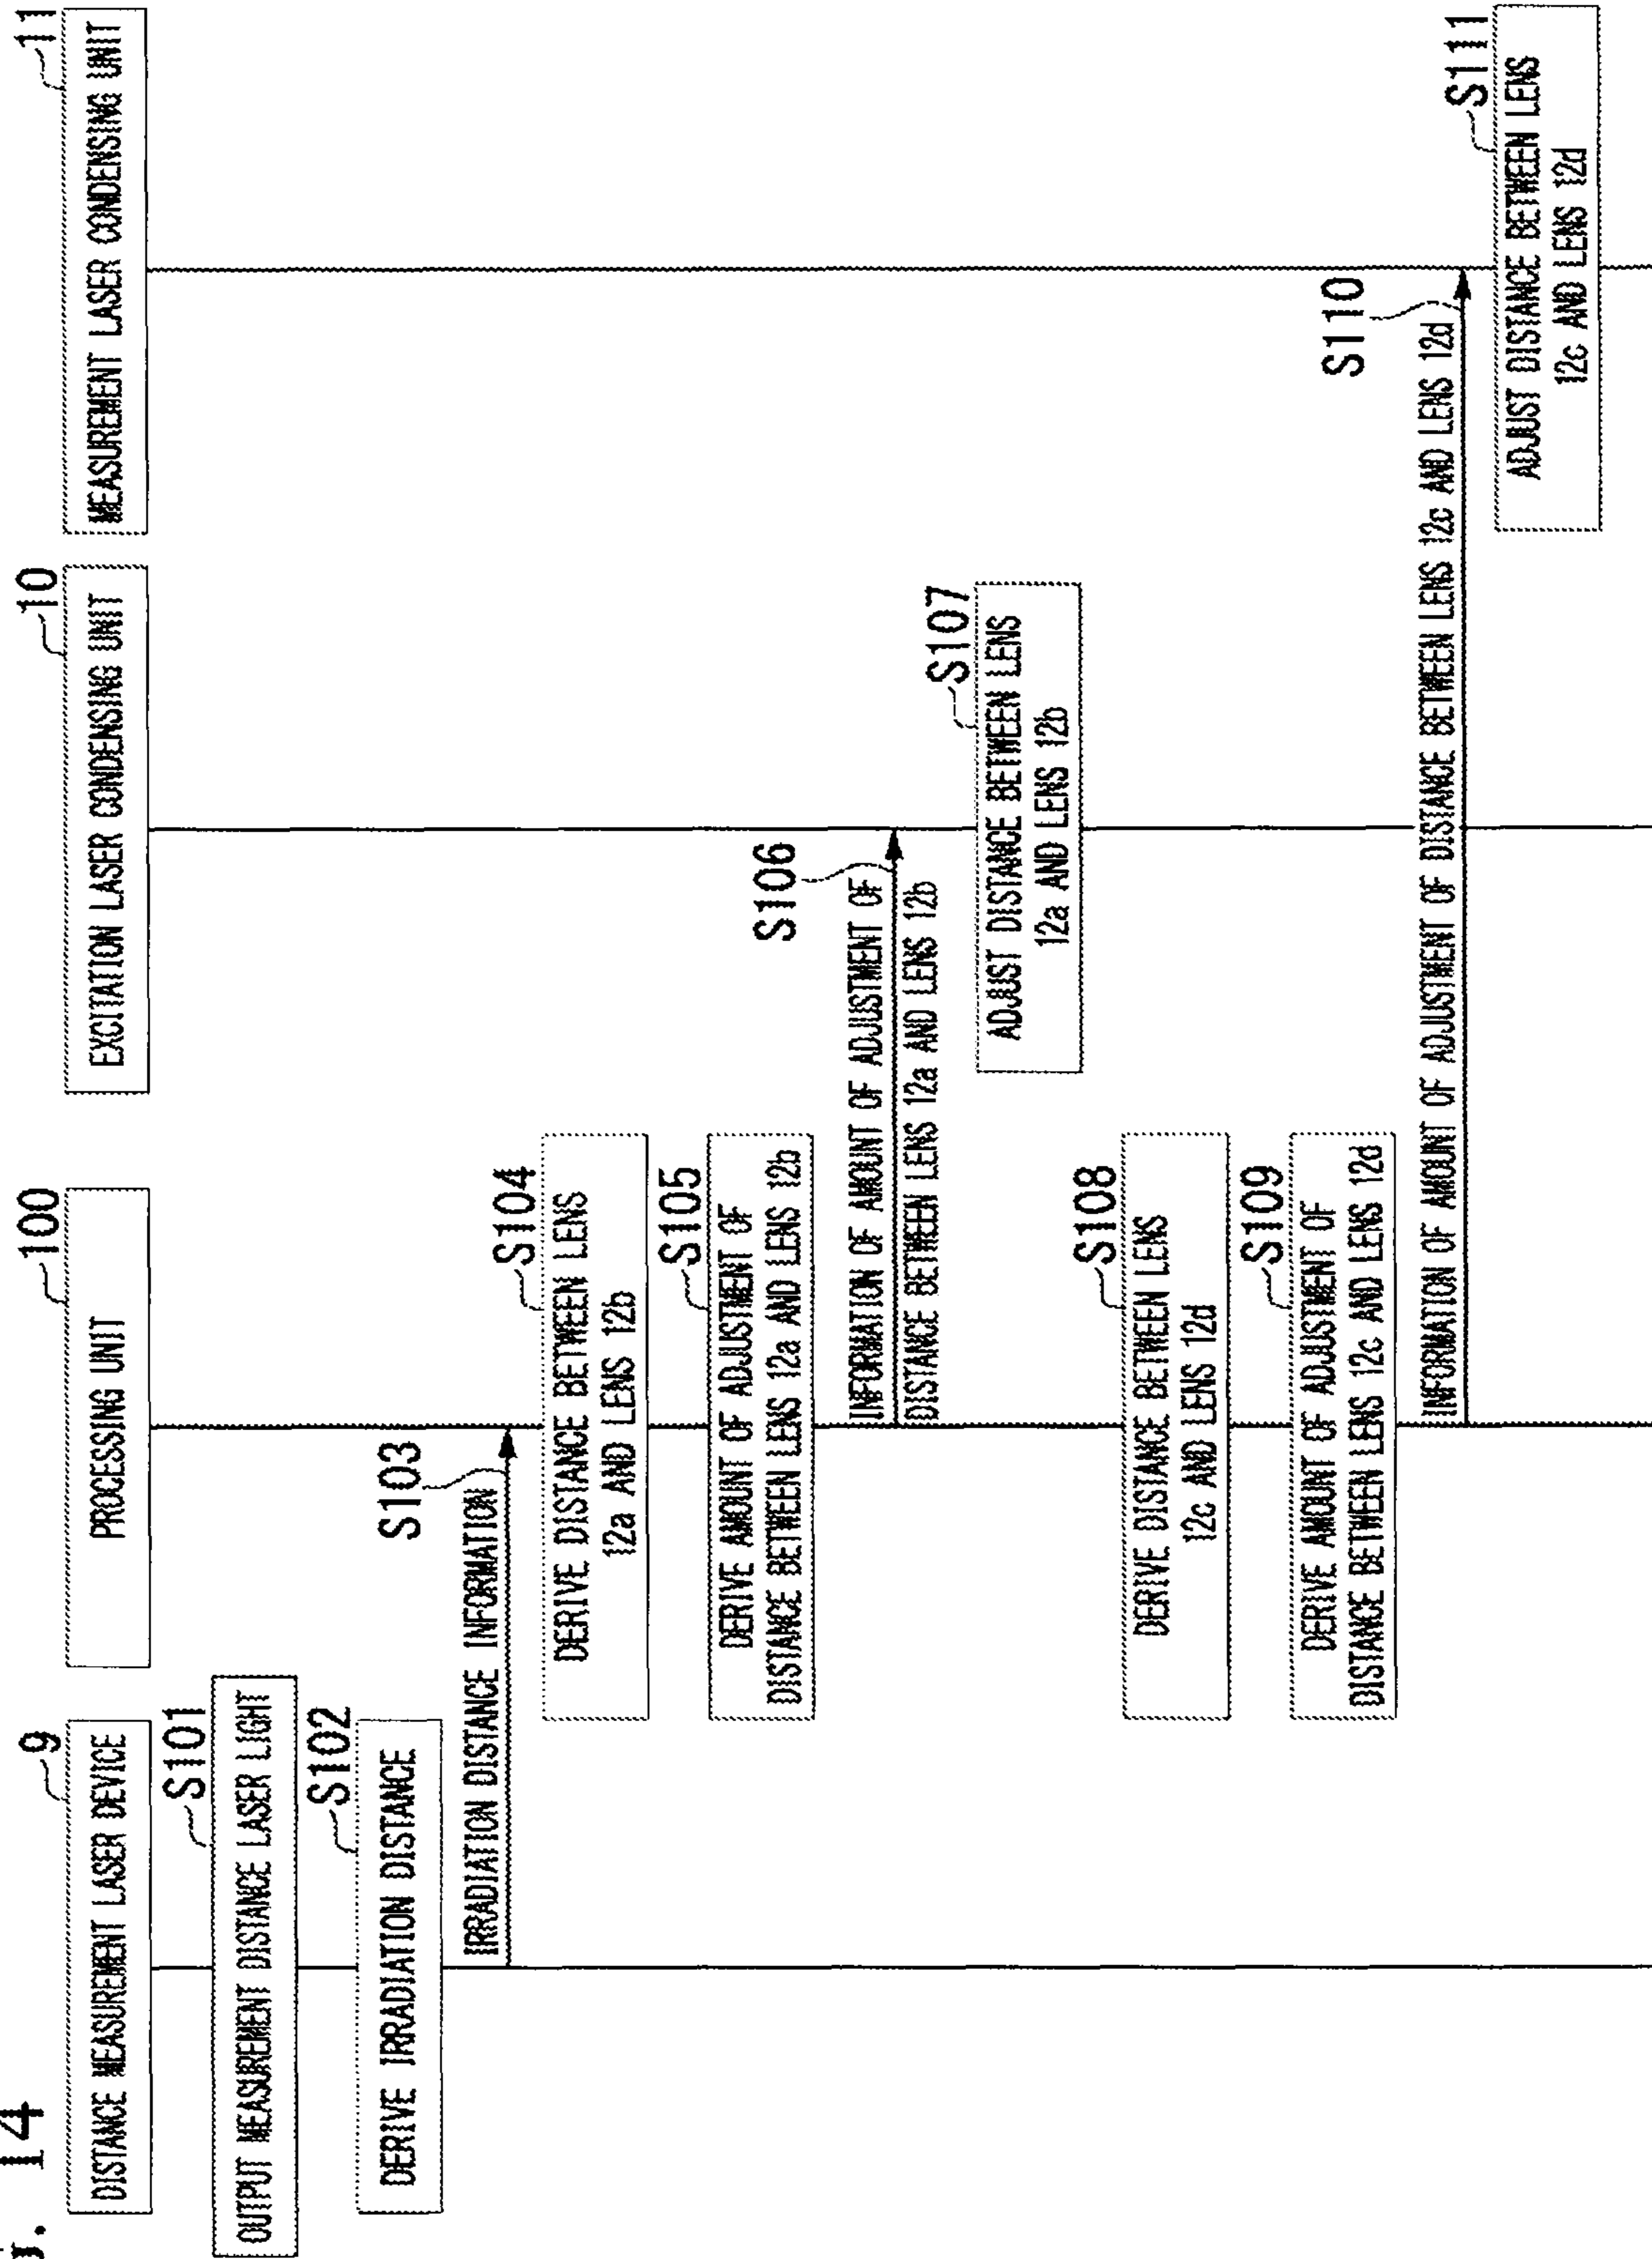 g. 14
9
DISTANCE MEASUREMENT LASER DEVICE
100
PROCESSING UNIT
10
EXCITATION LASER CONDENSING UNIT
11
MEASUREMENT LASER CONDENSING UNIT
S101
OUTPUT MEASUREMENT DISTANCE LASER LIGHT
S102
DERIVE IRRADIATION DISTANCE
S103
IRRADIATION DISTANCE INFORMATION
S104
DERIVE DISTANCE BETWEEN LENS
12a AND LENS 12b
S105
DERIVE AMOUNT OF ADJUSTMENT OF
DISTANCE BETWEEN LENS 12a AND LENS 12b
S106
INFORMATION OF AMOUNT OF ADJUSTMENT OF
DISTANCE BETWEEN LENS 12a AND LENS 12b
S107
ADJUST DISTANCE BETWEEN LENS
12a AND LENS 12b
S108
DERIVE DISTANCE BETWEEN LENS
12c AND LENS 12d
S109
DERIVE AMOUNT OF ADJUSTMENT OF
DISTANCE BETWEEN LENS 12c AND LENS 12d
S110
INFORMATION OF AMOUNT OF ADJUSTMENT OF DISTANCE BETWEEN LENS 12c AND LENS 12d
S111
ADJUST DISTANCE BETWEEN LENS
12c AND LENS 12d